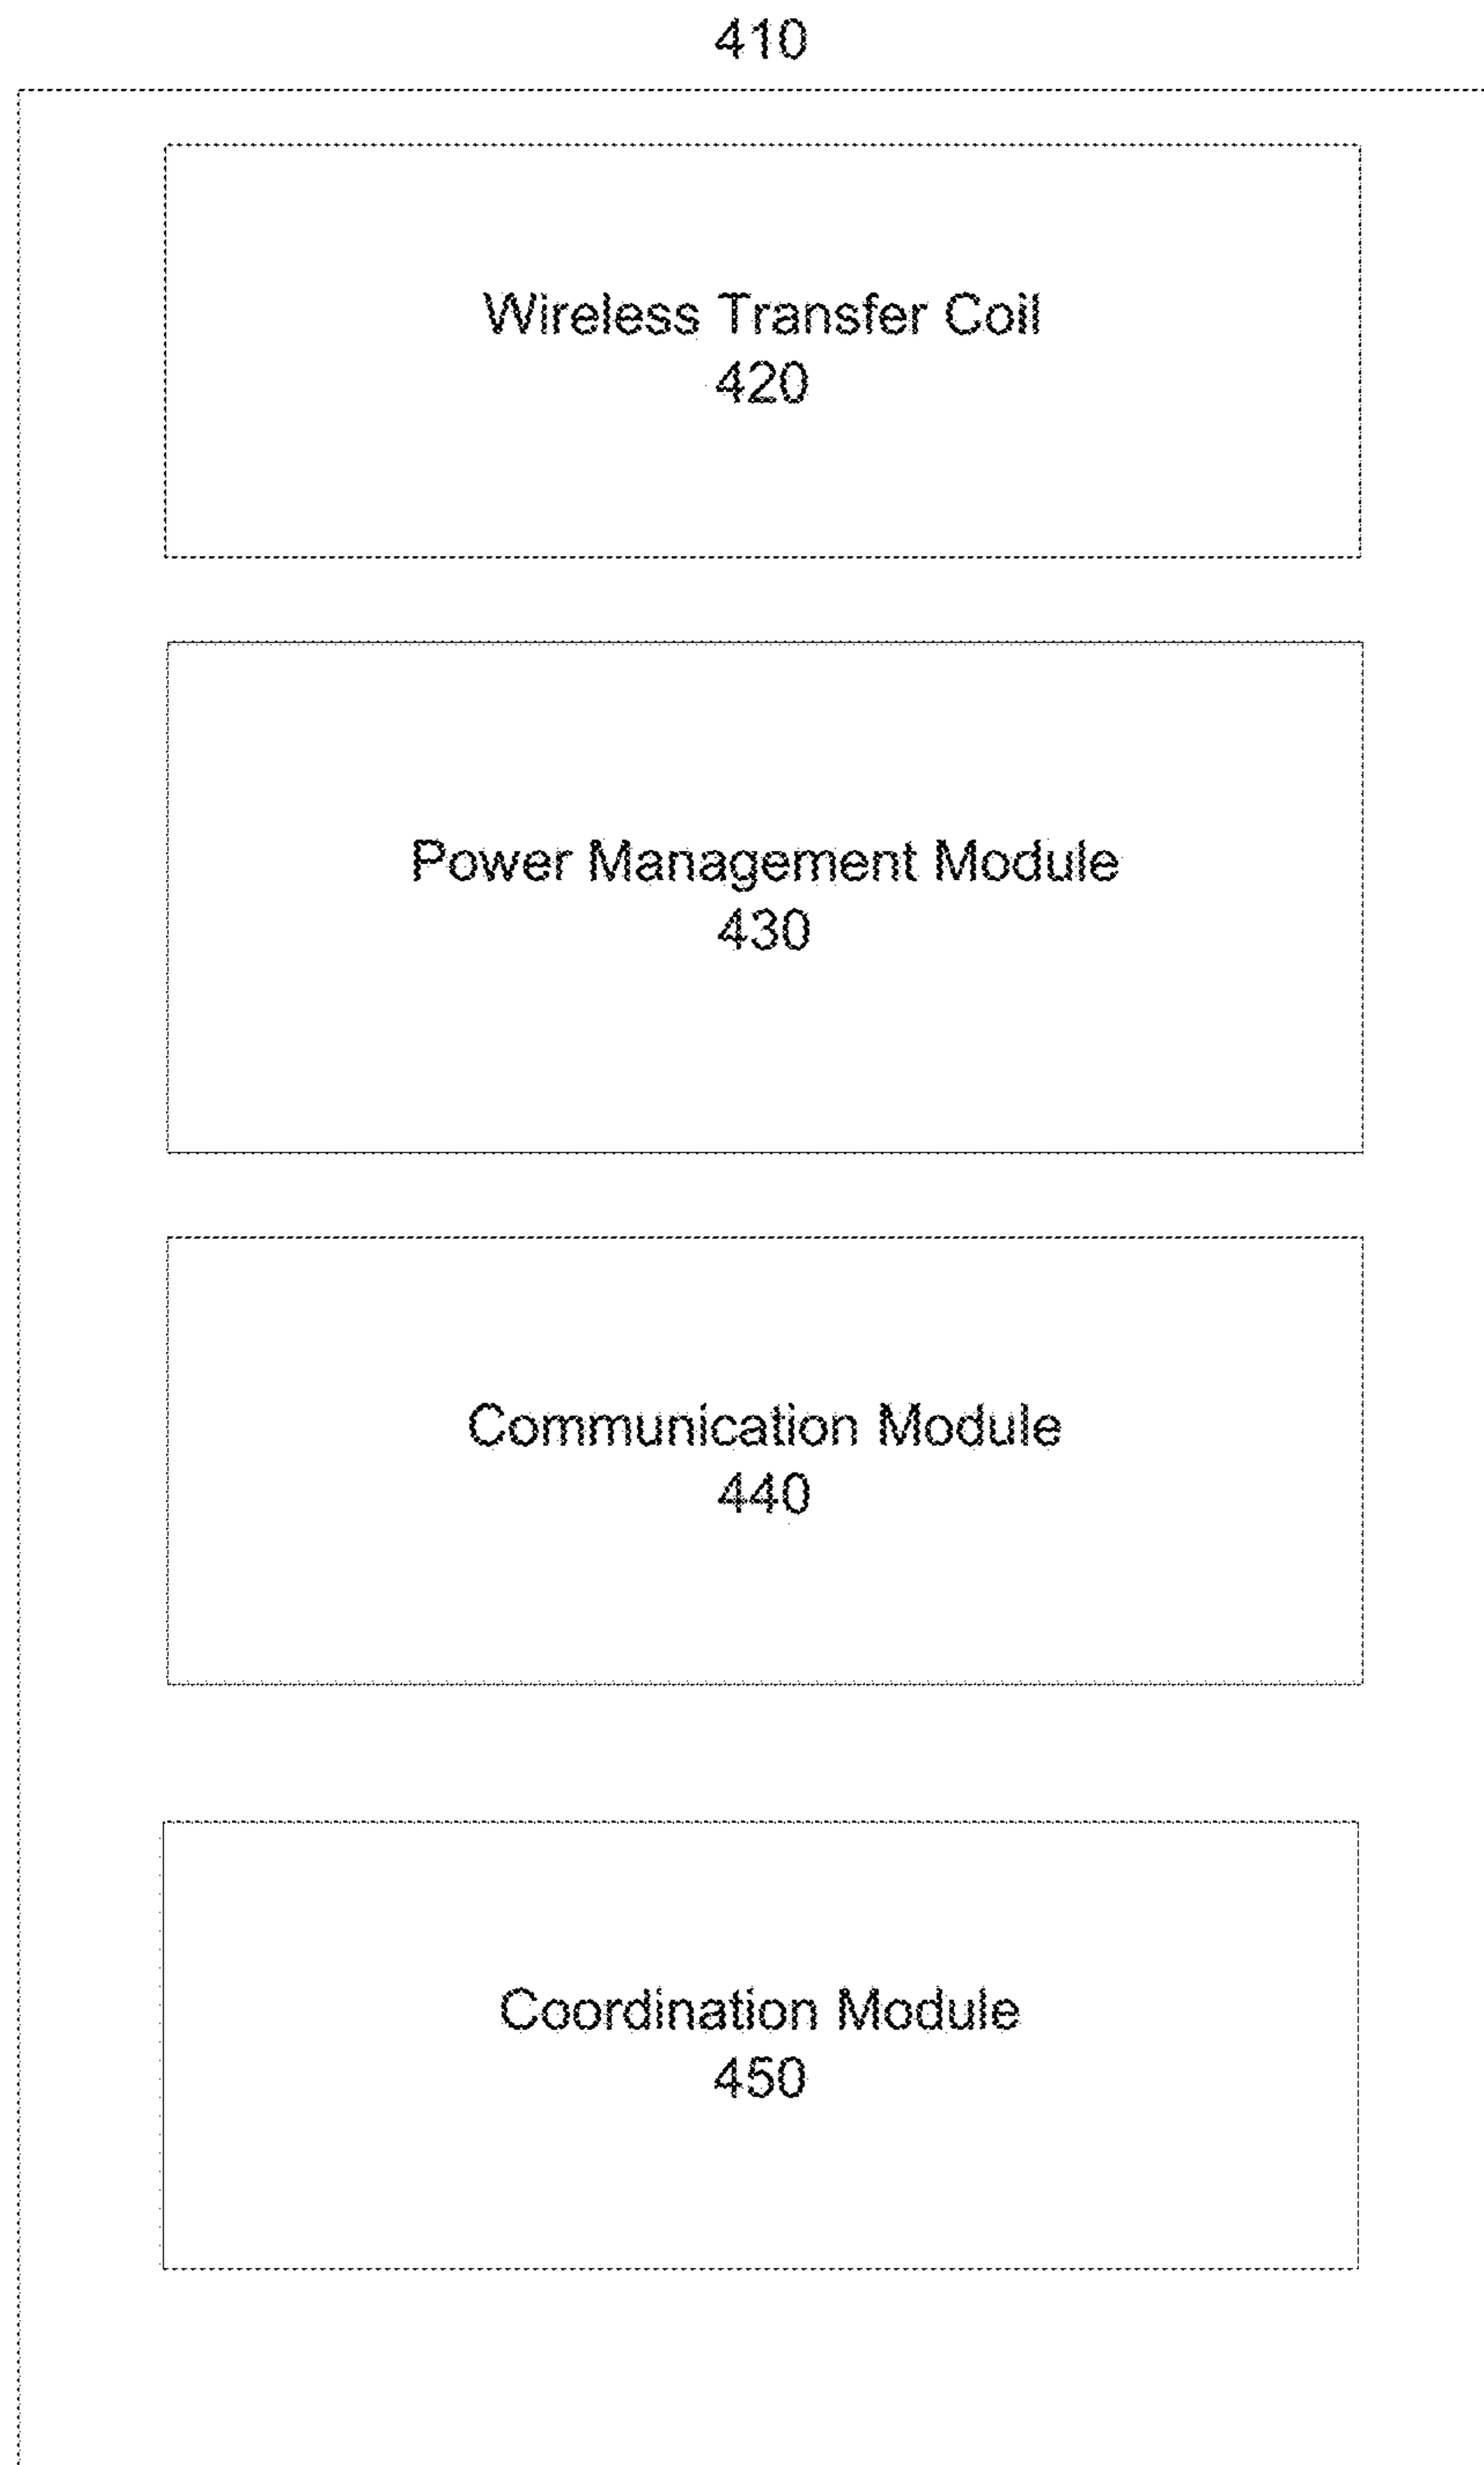 410
Wireless Transfer Coil
420
Power Management Module
430
Communication Module
440
Coordination Module
450